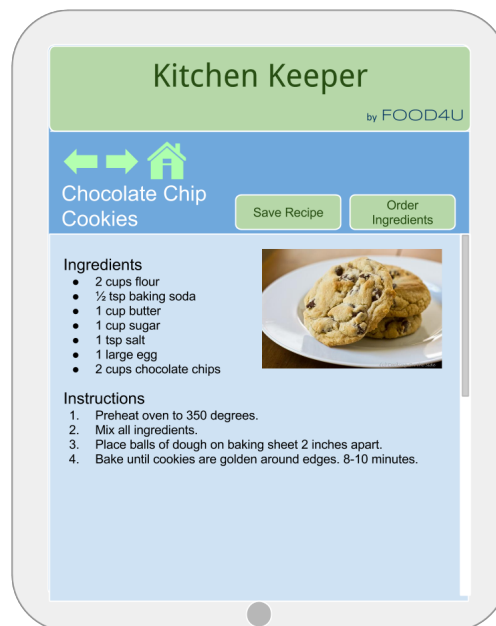 Kitchen Keeper
by FOOD4U
Chocolate Chip
Cookies
Save Recipe
Order
Ingredients
Ingredients
● 2 cups flour
● ½ tsp baking soda
● 1 cup butter
● 1 cup sugar
● 1 tsp salt
● 1 large egg
● 2 cups chocolate chips
Instructions
1. Preheat oven to 350 degrees.
2. Mix all ingredients.
3. Place balls of dough on baking sheet 2 inches apart.
4. Bake until cookies are golden around edges. 8-10 minutes.